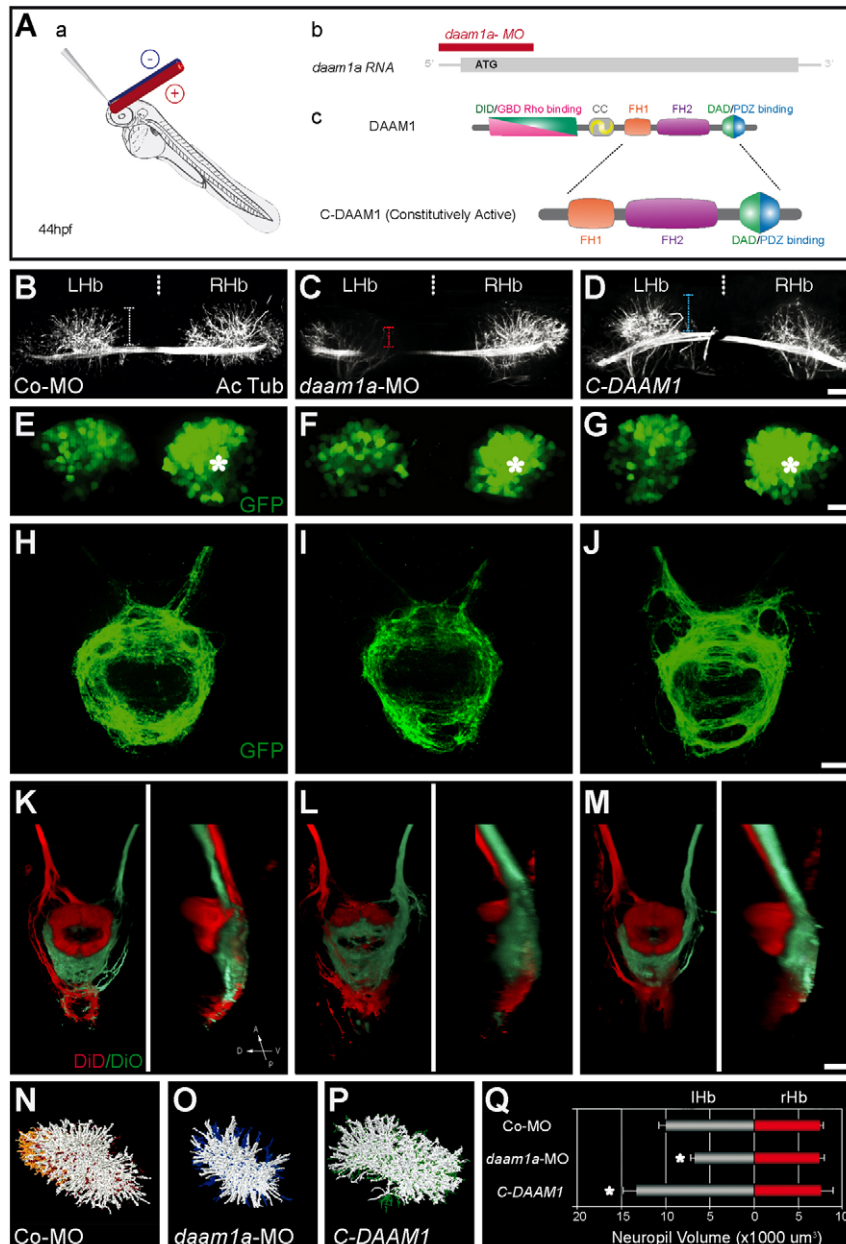 A
a
-
+
44hpf
b
daam1a- MO
daam1a RNA
5'
ATG
3'
c
DID/GBD Rho binding
CC
FH1
FH2
DAD/PDZ binding
DAAM1
C-DAAM1 (Constitutively Active)
FH1
FH2
DAD/PDZ binding
B
LHb
RHb
Co-MO
Ac Tub
C
LHb
RHb
daam1a-MO
D
LHb
RHb
C-DAAM1
E
GFP
F
G
H
GFP
I
J
K
DiD/DiO
A
D
V
P
L
M
N
Co-MO
O
daam1a-MO
P
C-DAAM1
Q
lHb
rHb
Co-MO
daam1a-MO
C-DAAM1
20 15 10 5 0 5 10
Neuropil Volume (x1000 um³)